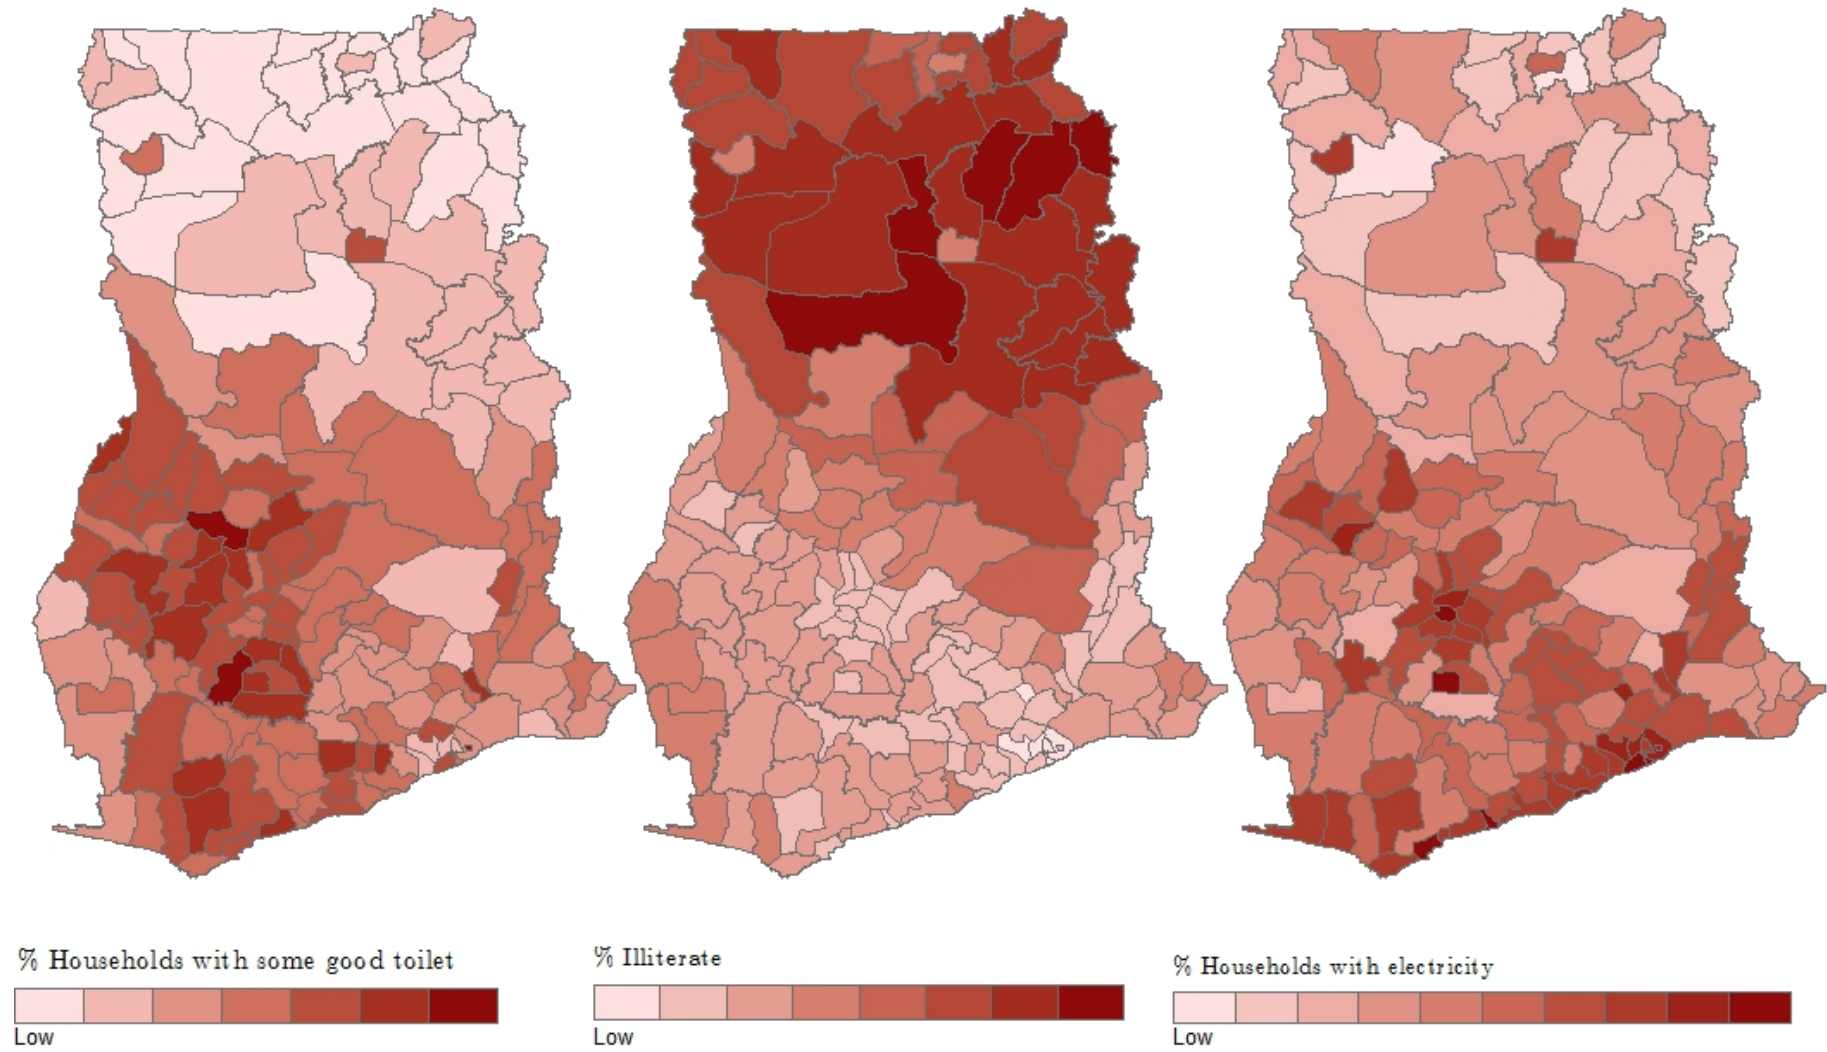 % Households with some good toilet
Low
% Illiterate
Low
% Households with electricity
Low